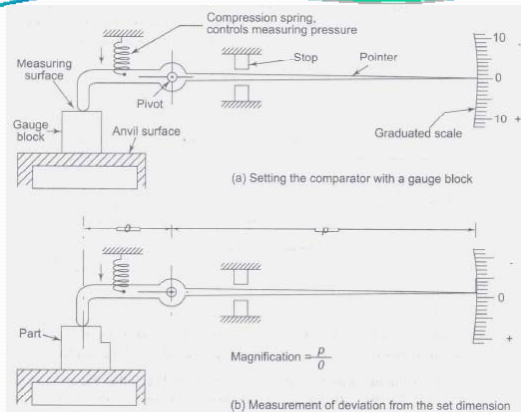 Compression spring,
controls measuring pressure
Measuring
surface
Stop
Pointer
10
-
0
10 +
Pivot
Gauge
block
Anvil surface
Graduated scale
(a) Setting the comparator with a gauge block
o
p
-
0
+
Part
Magnification = p/o
(b) Measurement of deviation from the set dimension